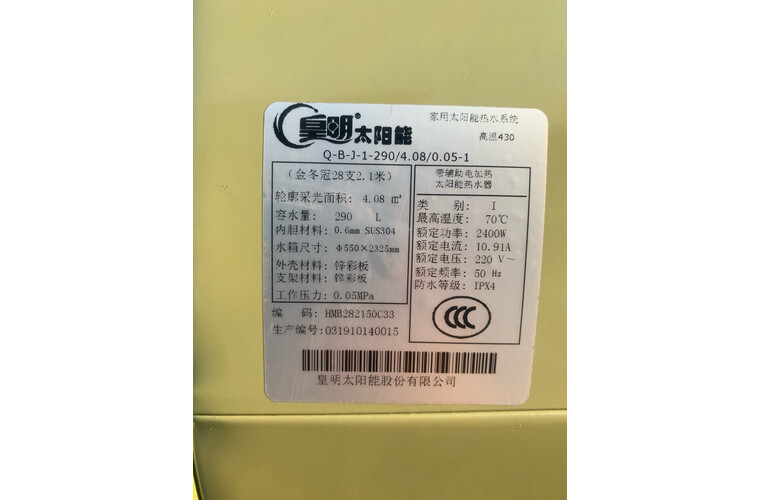 皇明太阳能
家用太阳能热水系统
高温430
Q-B-J-1-290/4.08/0.05-1
（金冬冠28支2.1米）
轮廓采光面积: 4.08 ㎡
容水量: 290 L
内胆材料: 0.6mm SUS304
水箱尺寸: Φ550×2325mm
外壳材料: 锌彩板
支架材料: 锌彩板
工作压力: 0.05MPa
带辅助电加热
太阳能热水器
类 别: I
最高温度: 70℃
额定功率: 2400W
额定电流: 10.91A
额定电压: 220 V~
额定频率: 50 Hz
防水等级: IPX4
编 码: HMB282150C33
生产编号: 031910140015
CCC
皇明太阳能股份有限公司